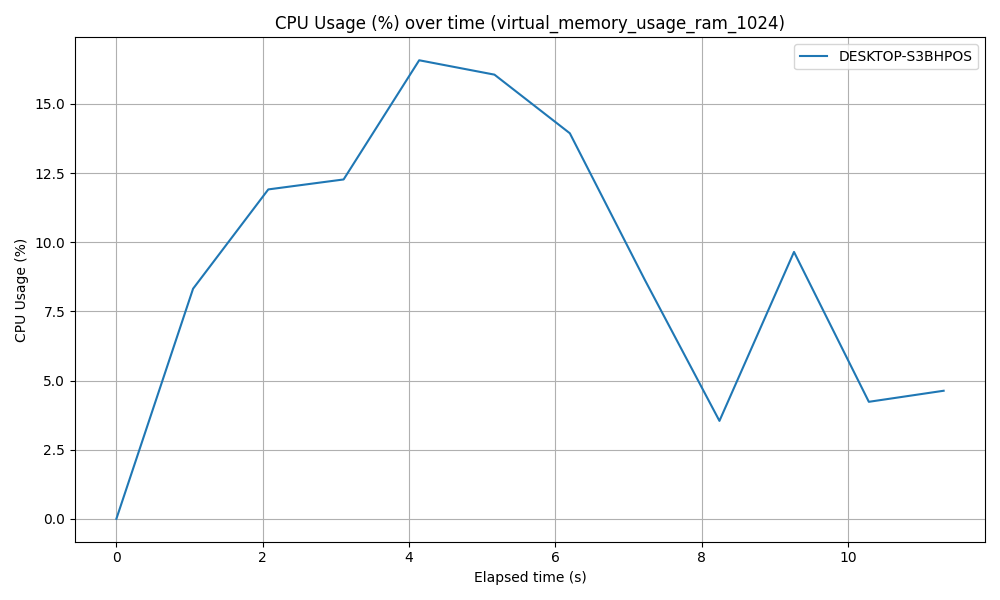 CPU Usage (%) over time (virtual_memory_usage_ram_1024)
DESKTOP-S3BHPOS
CPU Usage (%)
15.0
12.5
10.0
7.5
5.0
2.5
0.0
0 2 4 6 8 10
Elapsed time (s)